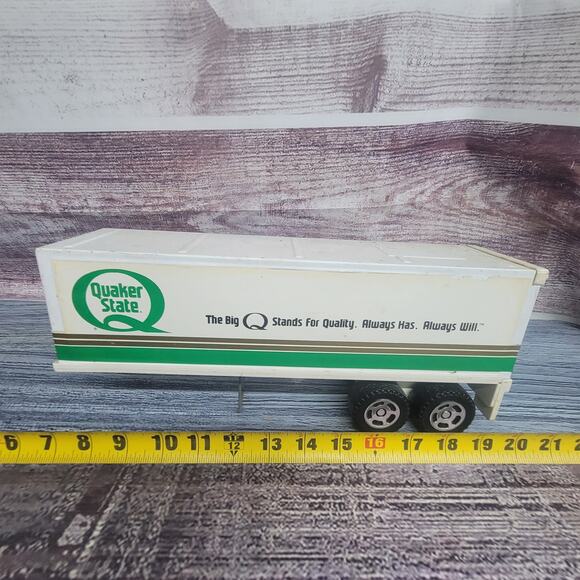 Quaker
State
The Big Q Stands For Quality. Always Has. Always Will.™
6 7 8 9 10 11 12 13 14 15 16 17 18 19 20 21